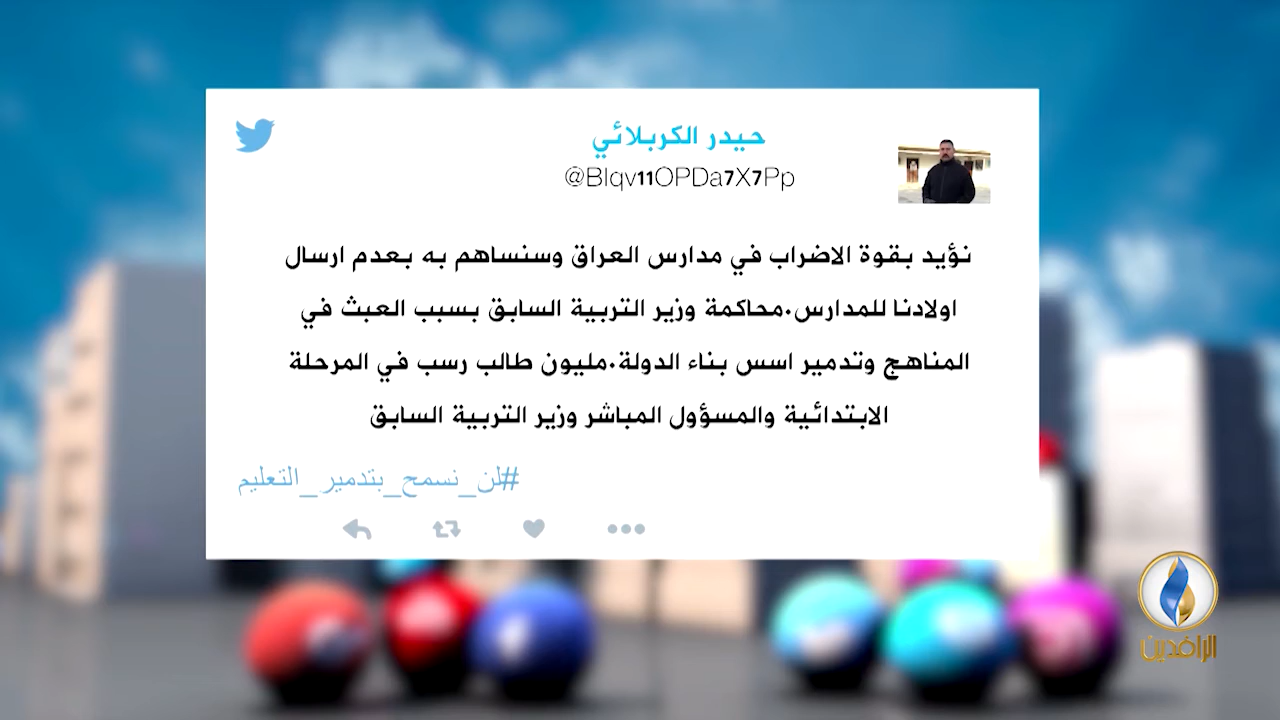 حيدر الكربلائي
@BIqv11OPDa7X7Pp
نؤيد بقوة الاضراب في مدارس العراق وسنساهم به بعدم ارسال
اولادنا للمدارس.محاكمة وزير التربية السابق بسبب العبث في
المناهج وتدمير اسس بناء الدولة.مليون طالب رسب في المرحلة
الابتدائية والمسؤول المباشر وزير التربية السابق
#لن_نسمح_بتدمير_التعليم
الرافدين